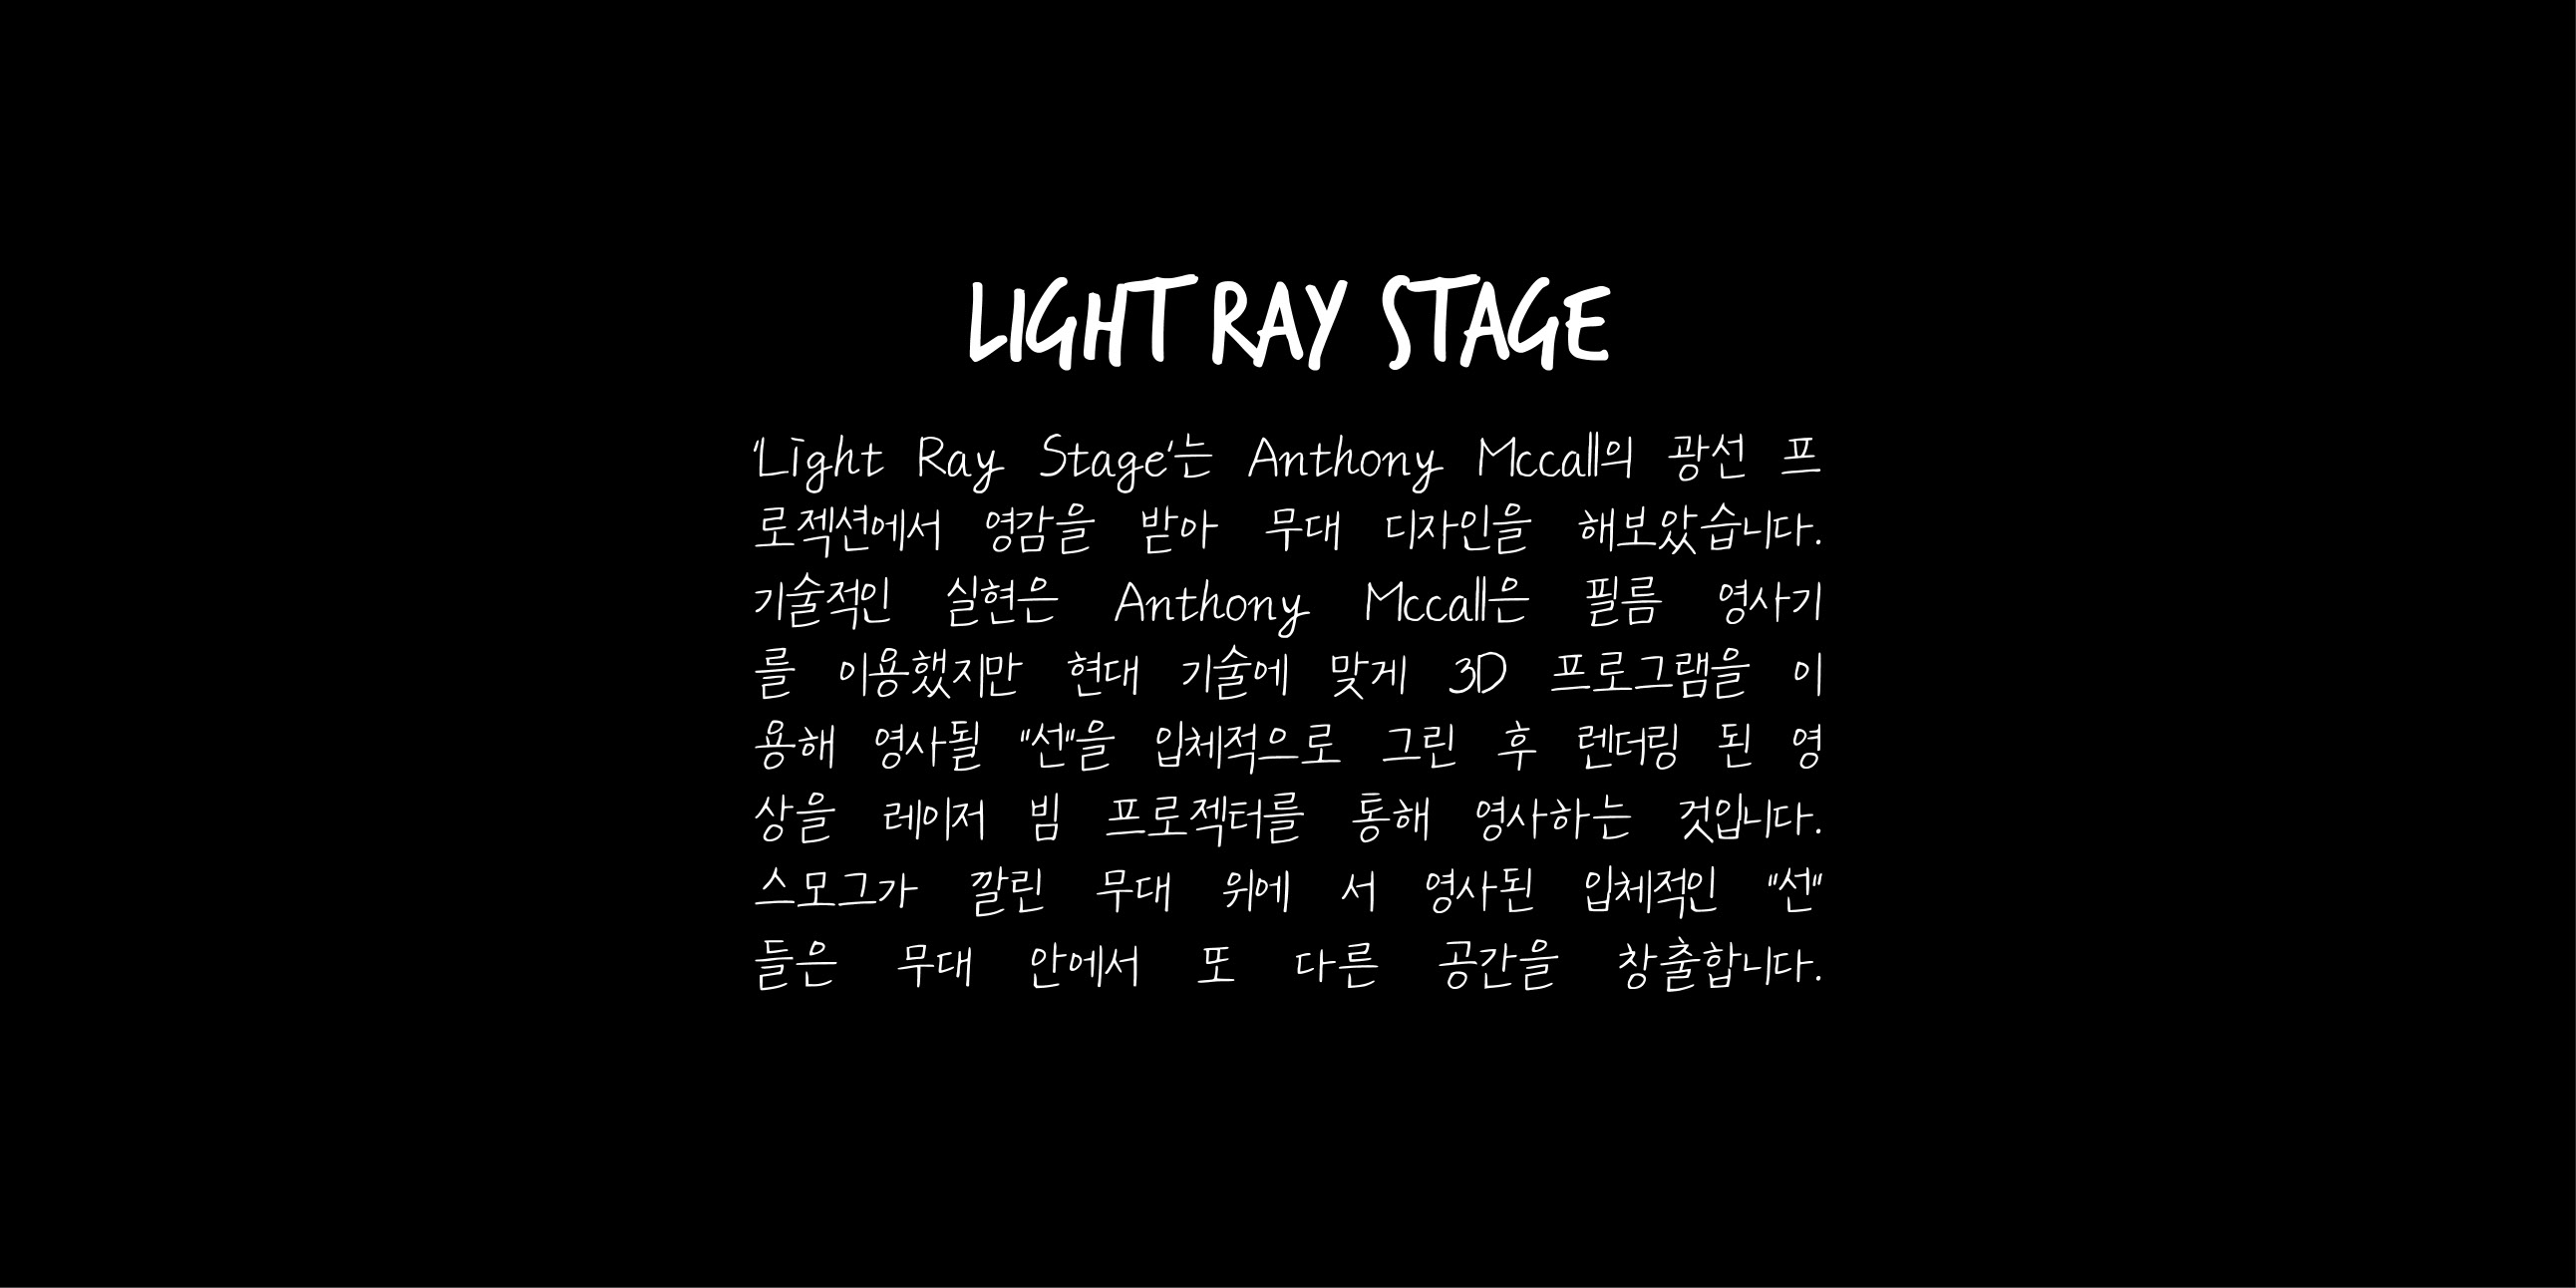 LIGHT RAY STAGE
'Light Ray Stage'는 Anthony Mccall의 광선 프
로젝션에서 영감을 받아 무대 디자인을 해보았습니다.
기술적인 실현은 Anthony Mccall은 필름 영사기
를 이용했지만 현대 기술에 맞게 3D 프로그램을 이
용해 영사될 "선"을 입체적으로 그린 후 렌더링 된 영
상을 레이저 빔 프로젝터를 통해 영사하는 것입니다.
스모그가 깔린 무대 위에 서 영사된 입체적인 "선"
들은 무대 안에서 또 다른 공간을 창출합니다.